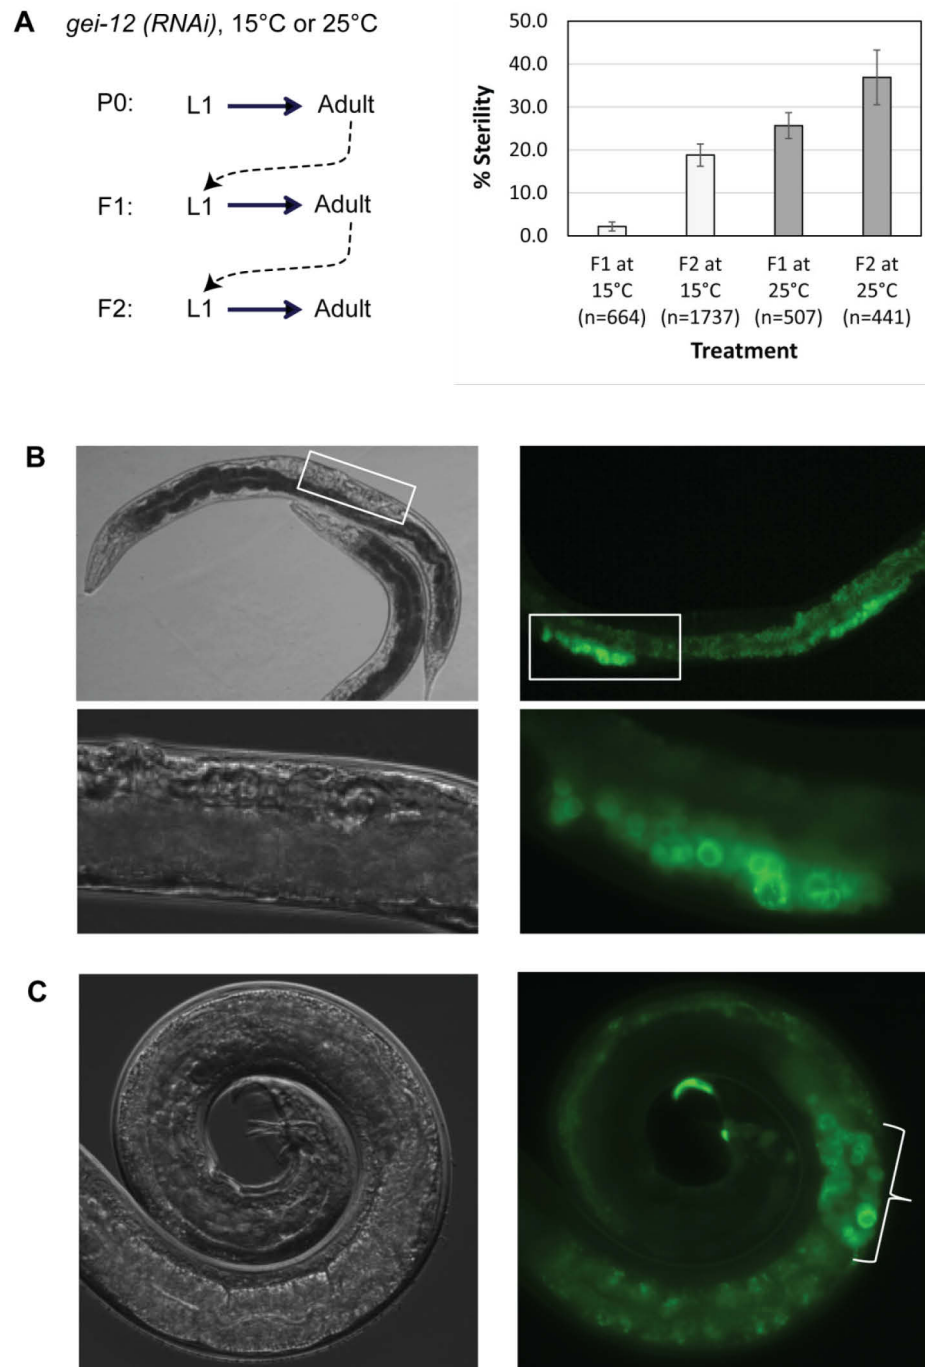 A gei-12 (RNAi), 15°C or 25°C
P0: L1 Adult
F1: L1 Adult
F2: L1 Adult
50.0
40.0
30.0
20.0
10.0
0.0
% Sterility
F1 at 15°C (n=664)
F2 at 15°C (n=1737)
F1 at 25°C (n=507)
F2 at 25°C (n=441)
Treatment
B
C